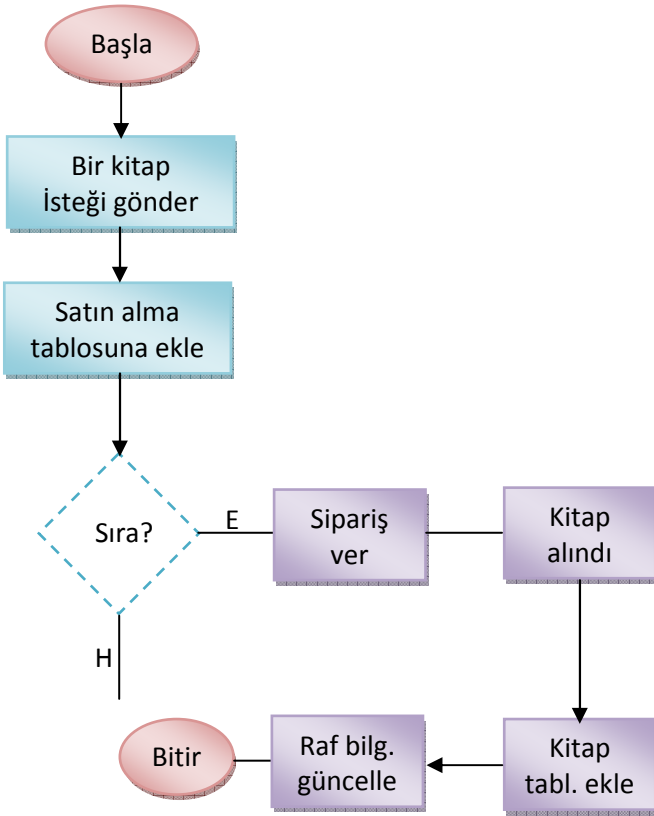 Başla
Bir kitap
İsteği gönder
Satın alma
tablosuna ekle
Sıra?
E
Sipariş
ver
Kitap
alındı
H
Bitir
Raf bilg.
güncelle
Kitap
tabl. ekle